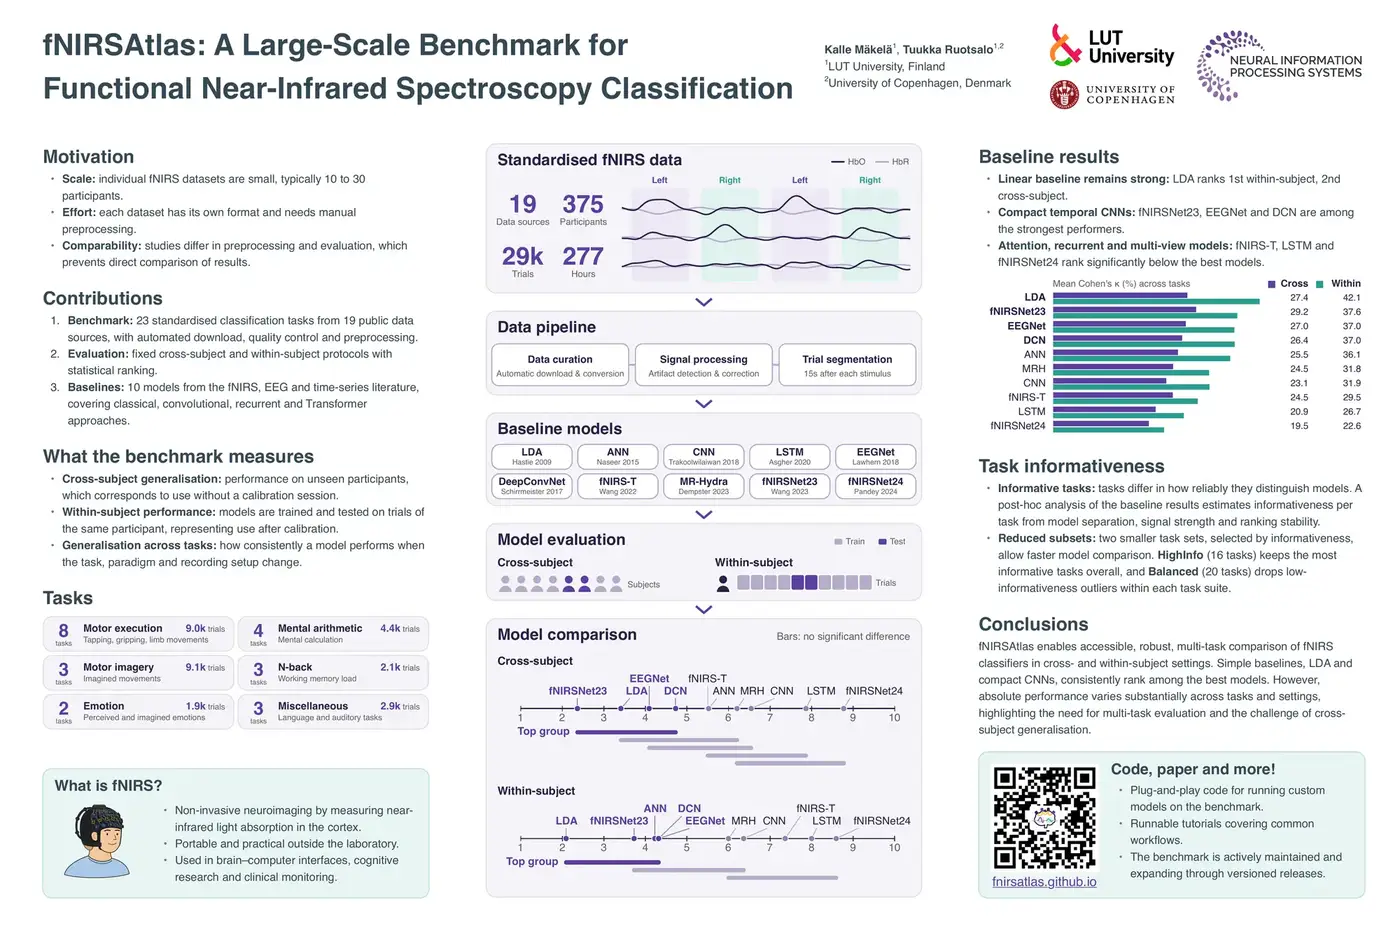 fNIRSAtlas: A Large-Scale Benchmark for
Functional Near-Infrared Spectroscopy Classification
Kalle Mäkelä1, Tuukka Ruotsalo1,2
1LUT University, Finland
2University of Copenhagen, Denmark
LUT
University
UNIVERSITY OF
COPENHAGEN
NEURAL INFORMATION
PROCESSING SYSTEMS
Motivation
• Scale: individual fNIRS datasets are small, typically 10 to 30
participants.
• Effort: each dataset has its own format and needs manual
preprocessing.
• Comparability: studies differ in preprocessing and evaluation, which
prevents direct comparison of results.
Contributions
1. Benchmark: 23 standardised classification tasks from 19 public data
sources, with automated download, quality control and preprocessing.
2. Evaluation: fixed cross-subject and within-subject protocols with
statistical ranking.
3. Baselines: 10 models from the fNIRS, EEG and time-series literature,
covering classical, convolutional, recurrent and Transformer
approaches.
What the benchmark measures
• Cross-subject generalisation: performance on unseen participants,
which corresponds to use without a calibration session.
• Within-subject performance: models are trained and tested on trials of
the same participant, representing use after calibration.
• Generalisation across tasks: how consistently a model performs when
the task, paradigm and recording setup change.
Tasks
8 tasks Motor execution 9.0k trials
Tapping, gripping, limb movements
4 tasks Mental arithmetic 4.4k trials
Mental calculation
3 tasks Motor imagery 9.1k trials
Imagined movements
3 tasks N-back 2.1k trials
Working memory load
2 tasks Emotion 1.9k trials
Perceived and imagined emotions
3 tasks Miscellaneous 2.9k trials
Language and auditory tasks
What is fNIRS?
• Non-invasive neuroimaging by measuring near-
infrared light absorption in the cortex.
• Portable and practical outside the laboratory.
• Used in brain–computer interfaces, cognitive
research and clinical monitoring.
Standardised fNIRS data
HbO HbR
Left Right Left Right
19 375
Data sources Participants
29k 277
Trials Hours
Data pipeline
Data curation
Automatic download & conversion
Signal processing
Artifact detection & correction
Trial segmentation
15s after each stimulus
Baseline models
LDA ANN CNN LSTM EEGNet
Hastie 2009 Naseer 2015 Trakoolwilaiwan 2018 Asgher 2020 Lawhern 2018
DeepConvNet fNIRS-T MR-Hydra fNIRSNet23 fNIRSNet24
Schirrmeister 2017 Wang 2022 Dempster 2023 Wang 2023 Pandey 2024
Model evaluation
Train Test
Cross-subject Within-subject
Subjects Trials
Model comparison
Bars: no significant difference
Cross-subject
EEGNet fNIRS-T
fNIRSNet23 LDA DCN ANN MRH CNN LSTM fNIRSNet24
1 2 3 4 5 6 7 8 9 10
Top group
Within-subject
ANN DCN fNIRS-T
LDA fNIRSNet23 EEGNet MRH CNN LSTM fNIRSNet24
1 2 3 4 5 6 7 8 9 10
Top group
Baseline results
• Linear baseline remains strong: LDA ranks 1st within-subject, 2nd
cross-subject.
• Compact temporal CNNs: fNIRSNet23, EEGNet and DCN are among
the strongest performers.
• Attention, recurrent and multi-view models: fNIRS-T, LSTM and
fNIRSNet24 rank significantly below the best models.
Mean Cohen's κ (%) across tasks Cross Within
LDA 27.4 42.1
fNIRSNet23 29.2 37.6
EEGNet 27.0 37.0
DCN 26.4 37.0
ANN 25.5 36.1
MRH 24.5 31.8
CNN 23.1 31.9
fNIRS-T 24.5 29.5
LSTM 20.9 26.7
fNIRSNet24 19.5 22.6
Task informativeness
• Informative tasks: tasks differ in how reliably they distinguish models. A
post-hoc analysis of the baseline results estimates informativeness per
task from model separation, signal strength and ranking stability.
• Reduced subsets: two smaller task sets, selected by informativeness,
allow faster model comparison. HighInfo (16 tasks) keeps the most
informative tasks overall, and Balanced (20 tasks) drops low-
informativeness outliers within each task suite.
Conclusions
fNIRSAtlas enables accessible, robust, multi-task comparison of fNIRS
classifiers in cross- and within-subject settings. Simple baselines, LDA and
compact CNNs, consistently rank among the best models. However,
absolute performance varies substantially across tasks and settings,
highlighting the need for multi-task evaluation and the challenge of cross-
subject generalisation.
fnirsatlas.github.io
Code, paper and more!
• Plug-and-play code for running custom
models on the benchmark.
• Runnable tutorials covering common
workflows.
• The benchmark is actively maintained and
expanding through versioned releases.